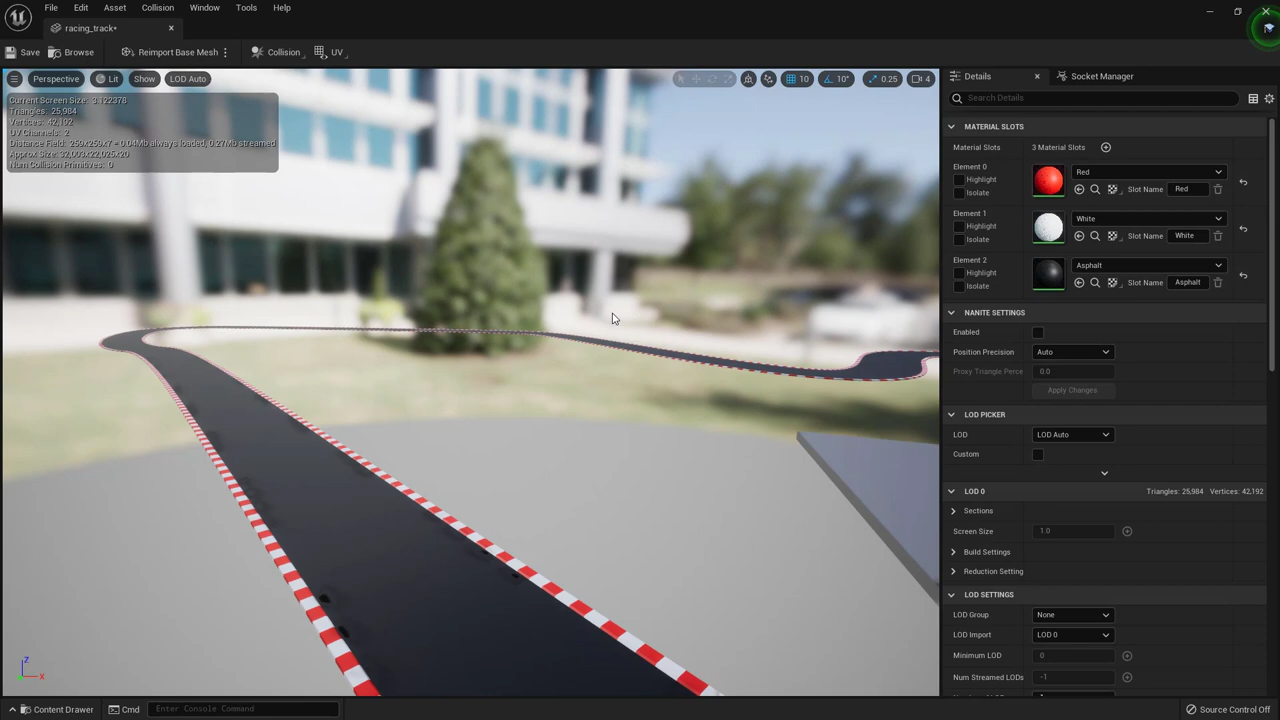 File Edit Asset Collision Window Tools Help
racing_track*
Save Browse Reimport Base Mesh Collision UV
Perspective Lit Show LOD Auto 10 10° 0.25 4
Current Screen Size: 3.122378
Triangles: 25,984
Vertices: 42,192
UV Channels: 2
Num Collision Primitives: 0
Z
X
Details Socket Manager
Search Details
MATERIAL SLOTS
Material Slots 3 Material Slots
Element 0
Highlight
Isolate
Red
Slot Name Red
Element 1
Highlight
Isolate
White
Slot Name White
Element 2
Highlight
Isolate
Asphalt
Slot Name Asphalt
NANITE SETTINGS
Enabled
Position Precision Auto
Proxy Triangle Perce 0.0
Apply Changes
LOD PICKER
LOD LOD Auto
Custom
LOD 0 Triangles: 25,984 Vertices: 42,192
Sections
Screen Size 1.0
Build Settings
Reduction Setting
LOD SETTINGS
LOD Group None
LOD Import LOD 0
Minimum LOD 0
Num Streamed LODs -1
Content Drawer Cmd Enter Console Command Source Control Off